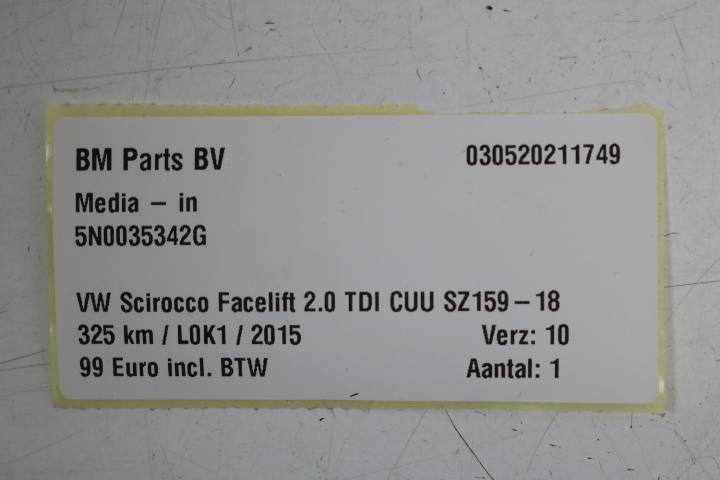 BM Parts BV 030520211749
Media – in
5N0035342G
VW Scirocco Facelift 2.0 TDI CUU SZ159 – 18
325 km / L0K1 / 2015 Verz: 10
99 Euro incl. BTW Aantal: 1